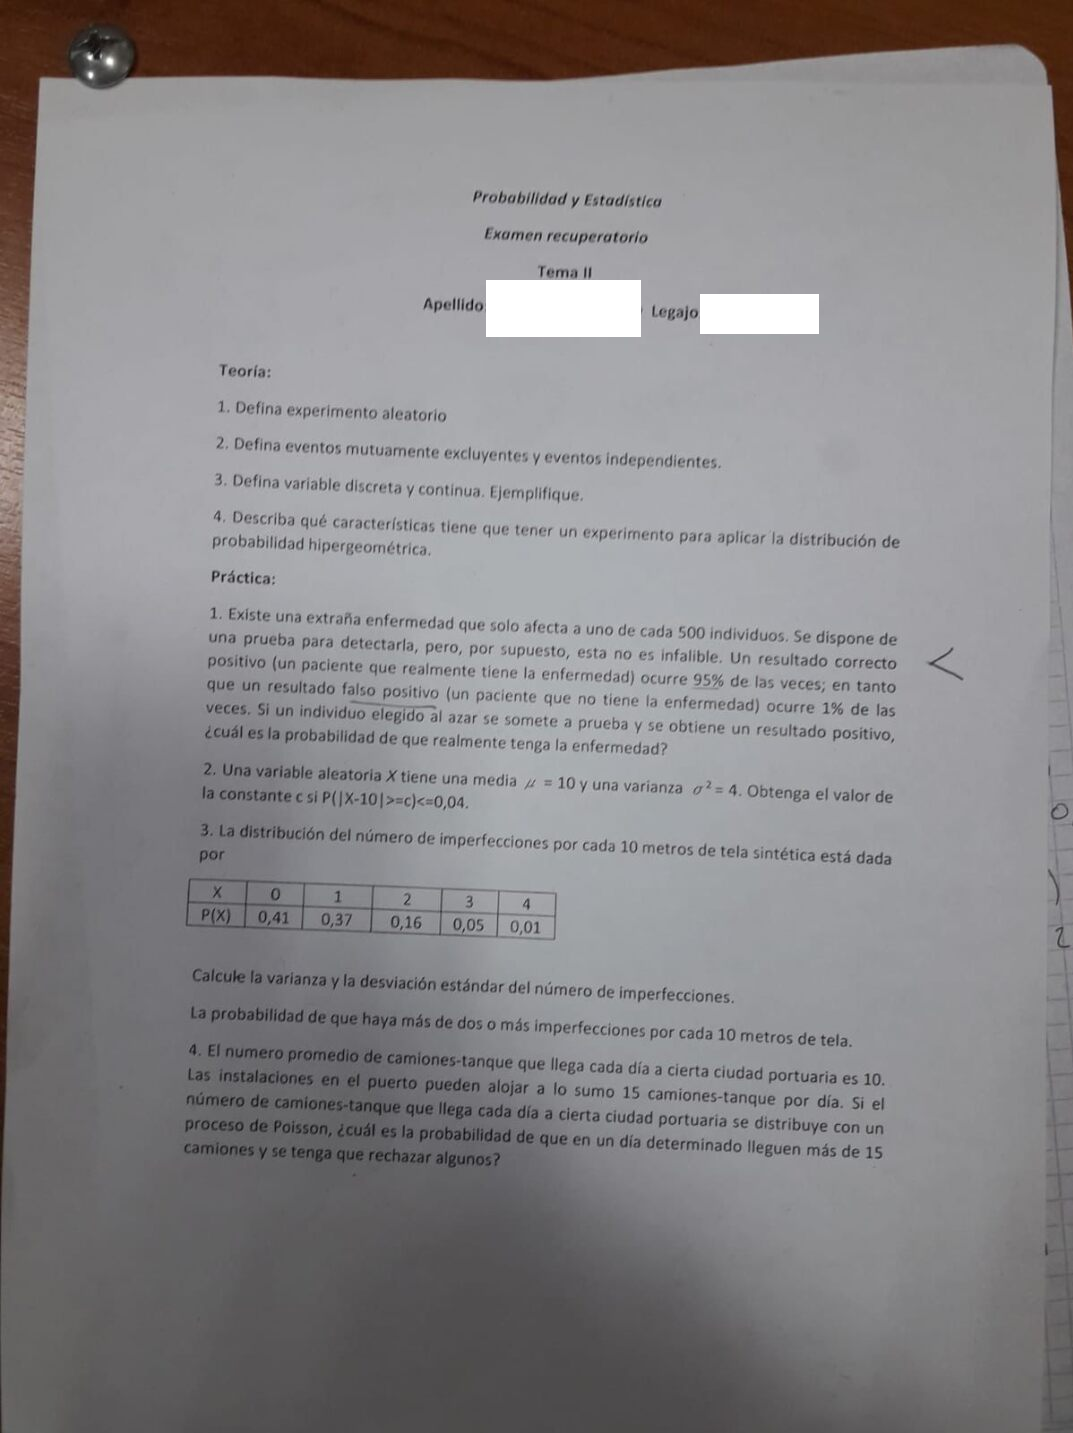 Probabilidad y Estadística
Examen recuperatorio
Tema II
Apellido Legajo
Teoría:
1. Defina experimento aleatorio
2. Defina eventos mutuamente excluyentes y eventos independientes.
3. Defina variable discreta y continua. Ejemplifique.
4. Describa qué características tiene que tener un experimento para aplicar la distribución de
probabilidad hipergeométrica.
Práctica:
1. Existe una extraña enfermedad que solo afecta a uno de cada 500 individuos. Se dispone de
una prueba para detectarla, pero, por supuesto, esta no es infalible. Un resultado correcto
positivo (un paciente que realmente tiene la enfermedad) ocurre 95% de las veces; en tanto
que un resultado falso positivo (un paciente que no tiene la enfermedad) ocurre 1% de las
veces. Si un individuo elegido al azar se somete a prueba y se obtiene un resultado positivo,
¿cuál es la probabilidad de que realmente tenga la enfermedad?
2. Una variable aleatoria X tiene una media μ = 10 y una varianza σ² = 4. Obtenga el valor de
la constante c si P(|X-10|>=c)<=0,04.
3. La distribución del número de imperfecciones por cada 10 metros de tela sintética está dada
por
X 0 1 2 3 4
P(X) 0,41 0,37 0,16 0,05 0,01
Calcule la varianza y la desviación estándar del número de imperfecciones.
La probabilidad de que haya más de dos o más imperfecciones por cada 10 metros de tela.
4. El numero promedio de camiones-tanque que llega cada día a cierta ciudad portuaria es 10.
Las instalaciones en el puerto pueden alojar a lo sumo 15 camiones-tanque por día. Si el
número de camiones-tanque que llega cada día a cierta ciudad portuaria se distribuye con un
proceso de Poisson, ¿cuál es la probabilidad de que en un día determinado lleguen más de 15
camiones y se tenga que rechazar algunos?